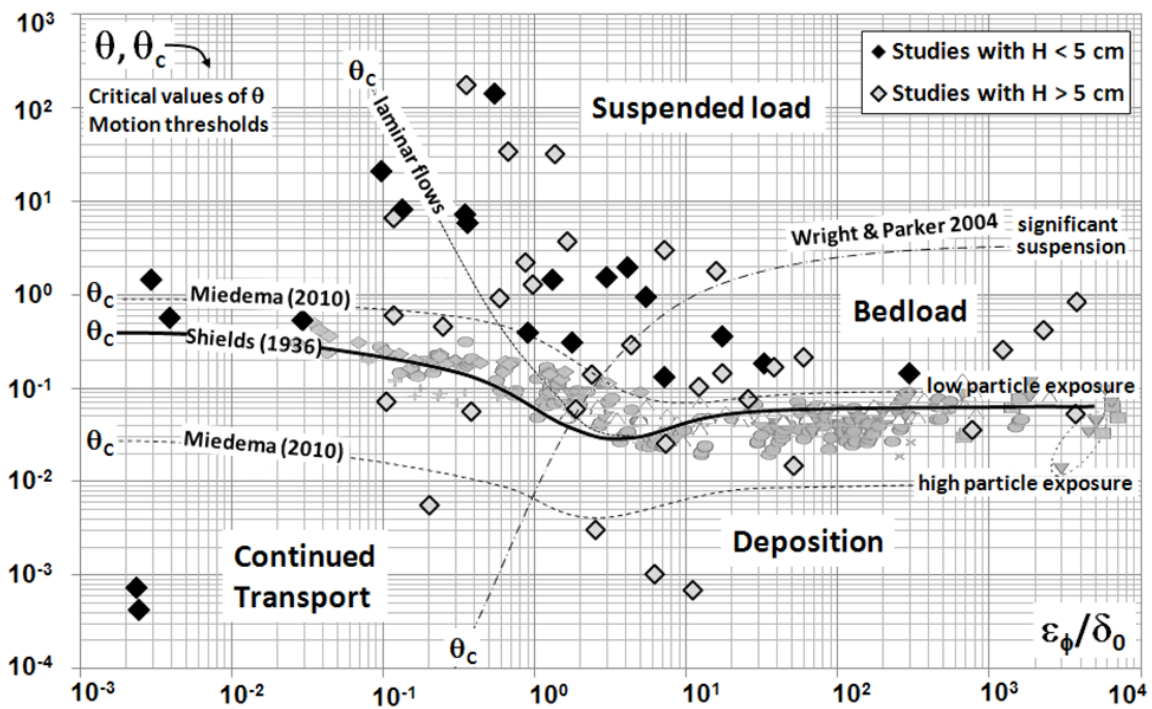 10³
θ, θc
Critical values of θ
Motion thresholds
◆ Studies with H < 5 cm
◇ Studies with H > 5 cm
θc laminar flows
Suspended load
10²
10¹
Wright & Parker 2004 significant
suspension
10⁰
θc Miedema (2010)
Bedload
θc Shields (1936)
10⁻¹
low particle exposure
θc Miedema (2010)
10⁻²
high particle exposure
Deposition
Continued
Transport
10⁻³
θc
εϕ/δ0
10⁻⁴
10⁻³ 10⁻² 10⁻¹ 10⁰ 10¹ 10² 10³ 10⁴